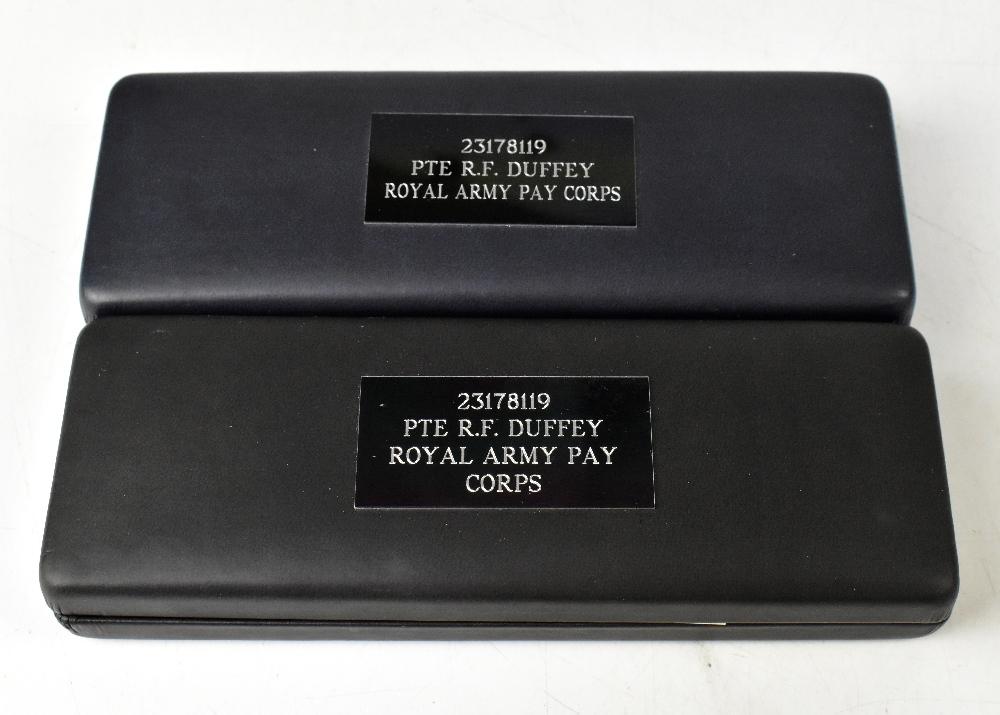 23178119
PTE R.F. DUFFEY
ROYAL ARMY PAY CORPS
23178119
PTE R.F. DUFFEY
ROYAL ARMY PAY
CORPS